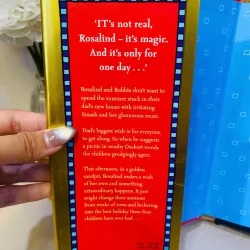 ‘IT’s not real,
Rosalind – it’s magic.
And it’s only for
one day . . .’
Rosalind and Robbie don’t want to
spend the summer stuck in their
dad’s new house with irritating
Smash and her glamorous mum.
Dad’s biggest wish is for everyone
to get along. So when he suggests
a picnic in nearby Oxshott woods
the children grudgingly agree.
That afternoon, in a golden
sandpit, Rosalind makes a wish
of her own and something
extraordinary happens. It just
might change their summer
from weeks of rows and bickering
into the best holiday these four
children have ever had . . .